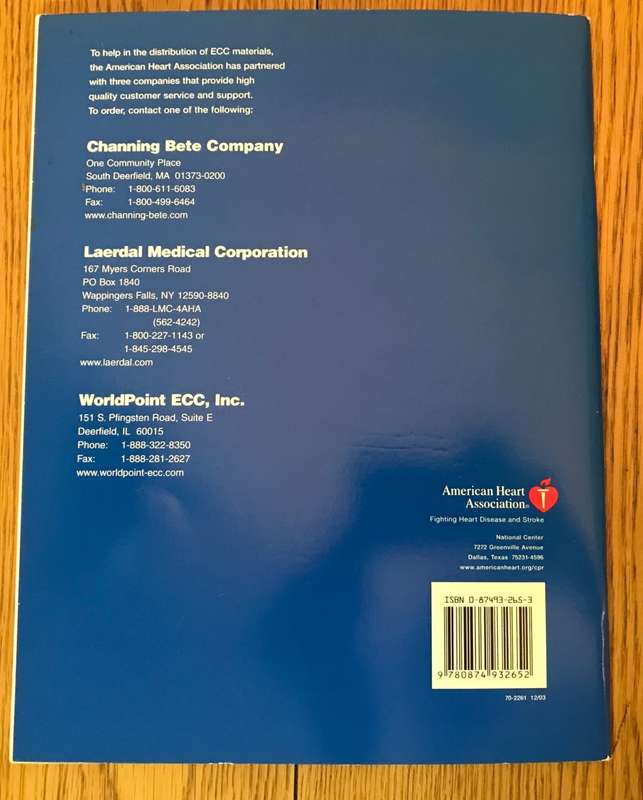 To help in the distribution of ECC materials,
the American Heart Association has partnered
with three companies that provide high
quality customer service and support.
To order, contact one of the following:
Channing Bete Company
One Community Place
South Deerfield, MA 01373-0200
Phone: 1-800-611-6083
Fax: 1-800-499-6464
www.channing-bete.com
Laerdal Medical Corporation
167 Myers Corners Road
PO Box 1840
Wappingers Falls, NY 12590-8840
Phone: 1-888-LMC-4AHA
(562-4242)
Fax: 1-800-227-1143 or
1-845-298-4545
www.laerdal.com
WorldPoint ECC, Inc.
151 S. Pfingsten Road, Suite E
Deerfield, IL 60015
Phone: 1-888-322-8350
Fax: 1-888-281-2627
www.worldpoint-ecc.com
American Heart
Association®
Fighting Heart Disease and Stroke
National Center
7272 Greenville Avenue
Dallas, Texas 75231-4596
www.americanheart.org/cpr
ISBN 0-87493-265-3
9 780874 932652
70-2261 12/03